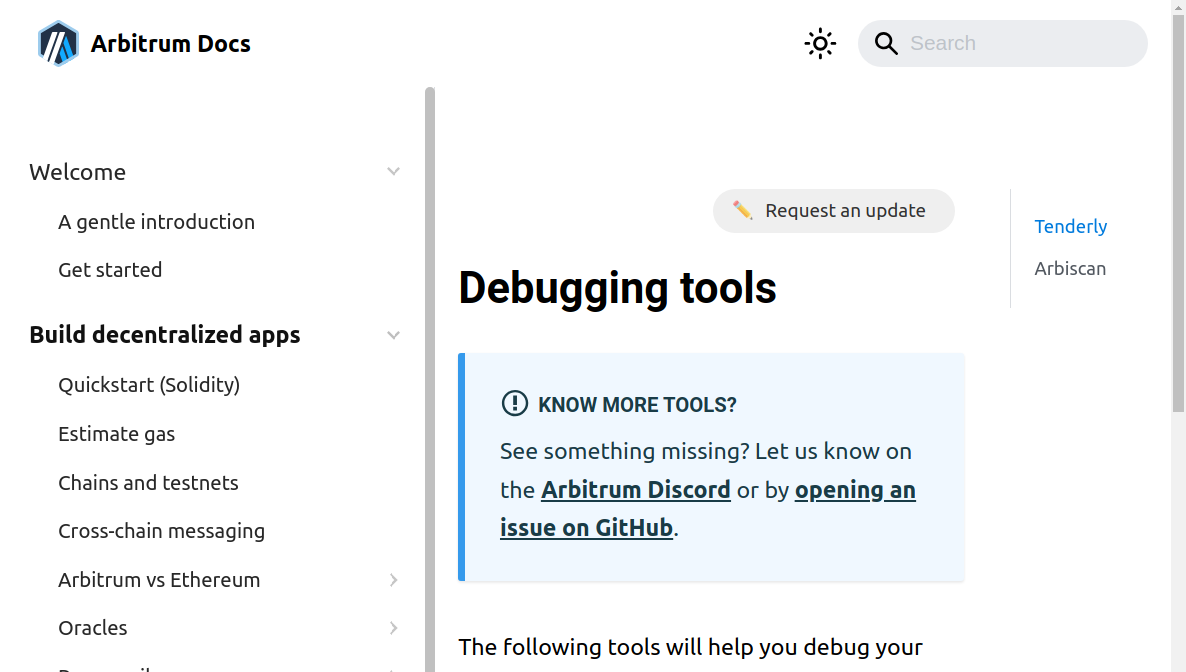 Arbitrum Docs
Search
Welcome
A gentle introduction
Get started
Build decentralized apps
Quickstart (Solidity)
Estimate gas
Chains and testnets
Cross-chain messaging
Arbitrum vs Ethereum
Oracles
Request an update
Debugging tools
KNOW MORE TOOLS?
See something missing? Let us know on
the Arbitrum Discord or by opening an
issue on GitHub.
The following tools will help you debug your
Tenderly
Arbiscan